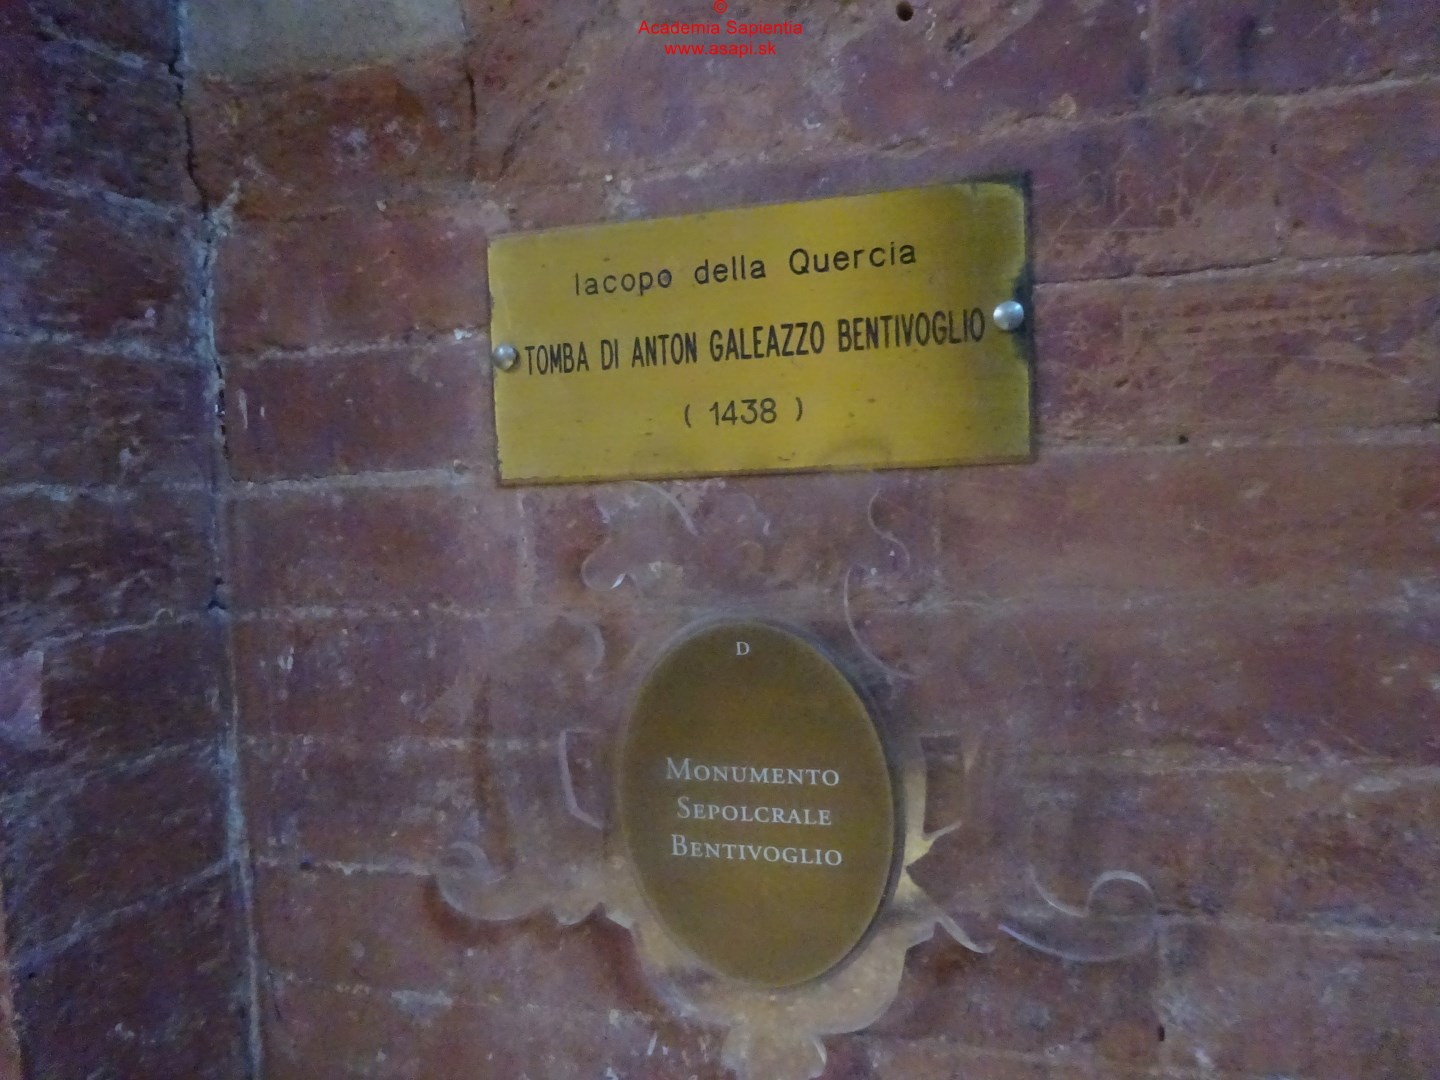 ©
Academia Sapientia
www.asapi.sk
Iacopo della Quercia
TOMBA DI ANTON GALEAZZO BENTIVOGLIO
( 1438 )
D
MONUMENTO
SEPOLCRALE
BENTIVOGLIO